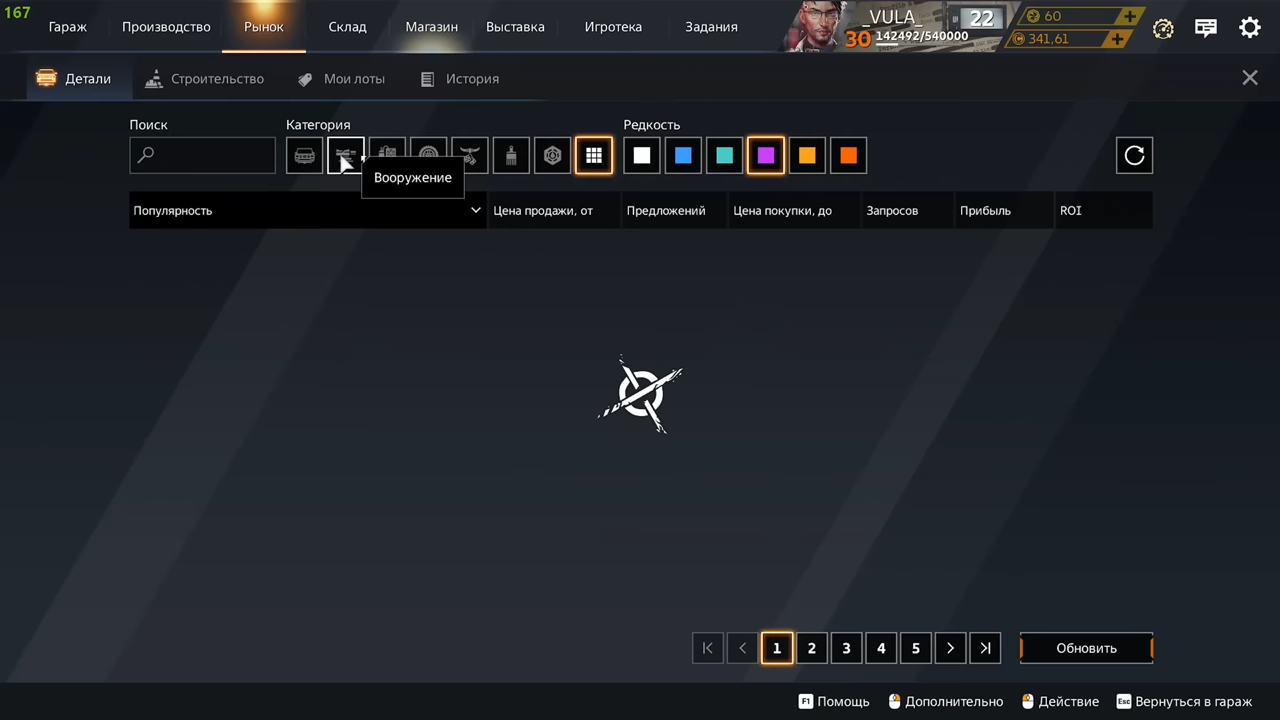 167
Гараж Производство Рынок Склад Магазин Выставка Игротека Задания
_VULA_ 22
30 142492/540000
60
341,61
Детали Строительство Мои лоты История
Поиск Категория Редкость
Вооружение
Популярность Цена продажи, от Предложений Цена покупки, до Запросов Прибыль ROI
1 2 3 4 5 Обновить
F1 Помощь Дополнительно Действие Esc Вернуться в гараж